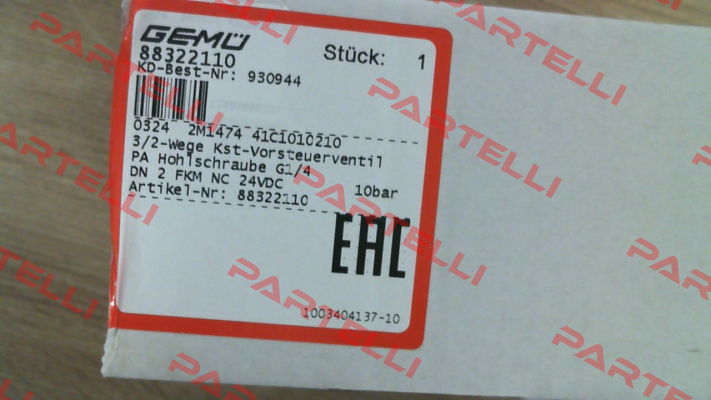 GEMÜ
Stück: 1
88322110
KD-Best-Nr: 930944
0324 2M1474 41C1010210
3/2-Wege Kst-Vorsteuerventil
PA Hohlschraube G1/4
DN 2 FKM NC 24VDC 10bar
Artikel-Nr: 88322110
EAC
1003404137-10
PARTELLI
PARTELLI
PARTELLI
PARTELLI
PARTELLI
PARTELLI
PARTELLI
PARTELLI
PARTELLI